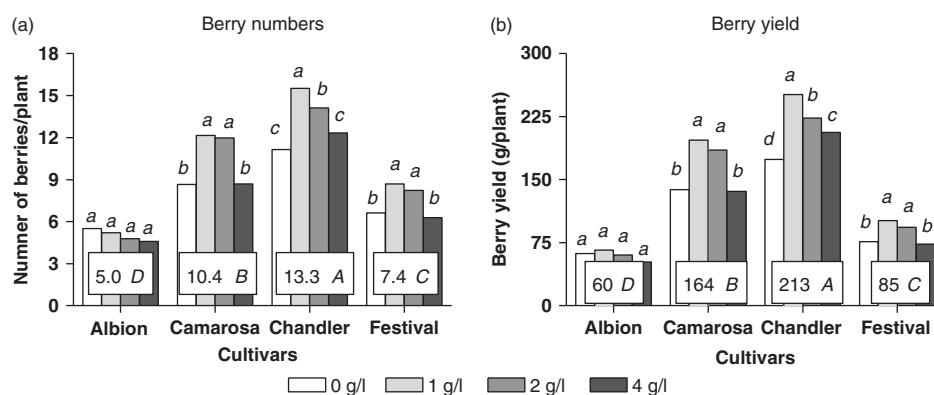 (a) Berry numbers
Numner of berries/plant
18
15
12
9
6
3
0
a a a a
b a a b
c a b c
b a a b
5.0 D 10.4 B 13.3 A 7.4 C
Albion Camarosa Chandler Festival
Cultivars
(b) Berry yield
Berry yield (g/plant)
300
225
150
75
0
a a a a
b a a b
d a b c
b a a b
60 D 164 B 213 A 85 C
Albion Camarosa Chandler Festival
Cultivars
0 g/l 1 g/l 2 g/l 4 g/l